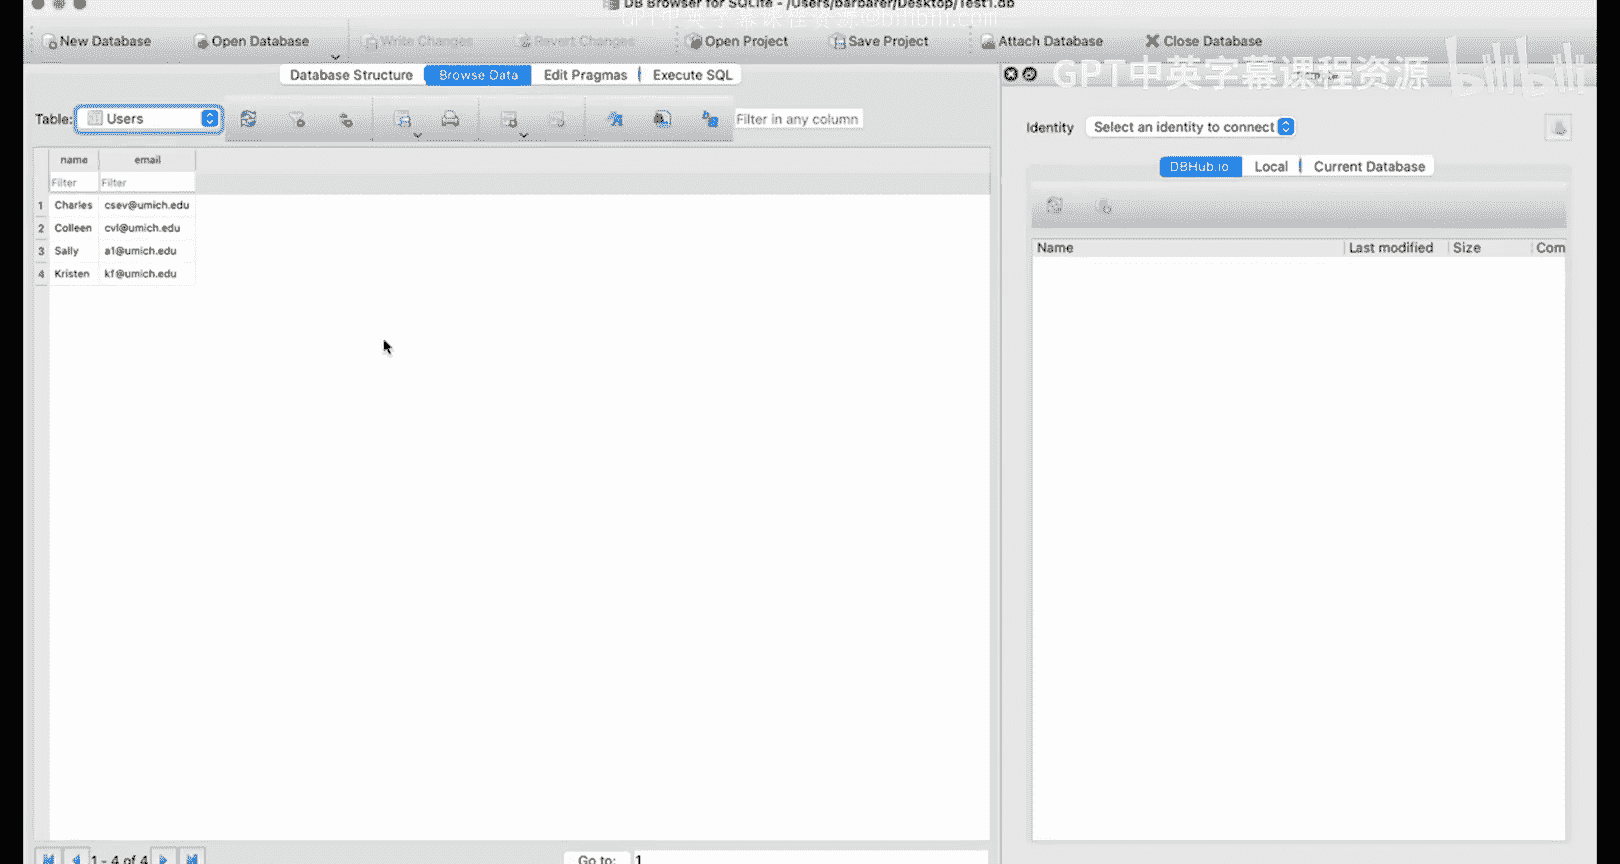 DB Browser for SQLite - /Users/barbarer/Desktop/Test1.db
New Database Open Database Write Changes Revert Changes Open Project Save Project Attach Database Close Database
GPT中英字幕课程资源 bilibili
Database Structure Browse Data Edit Pragmas Execute SQL
Table: Users Filter in any column
Identity Select an identity to connect
DBHub.io Local Current Database
name email
Filter Filter
1 Charles csev@umich.edu
2 Colleen cvl@umich.edu
3 Sally a1@umich.edu
4 Kristen kf@umich.edu
Name Last modified Size Com
1 - 4 of 4 Go to: 1